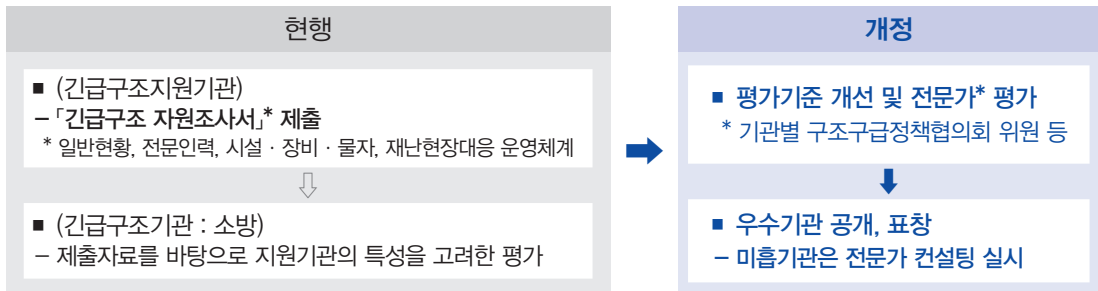 현행
■ (긴급구조지원기관)
– 「긴급구조 자원조사서」* 제출
* 일반현황, 전문인력, 시설 · 장비 · 물자, 재난현장대응 운영체계
■ (긴급구조기관 : 소방)
– 제출자료를 바탕으로 지원기관의 특성을 고려한 평가
개정
■ 평가기준 개선 및 전문가* 평가
* 기관별 구조구급정책협의회 위원 등
■ 우수기관 공개, 표창
– 미흡기관은 전문가 컨설팅 실시